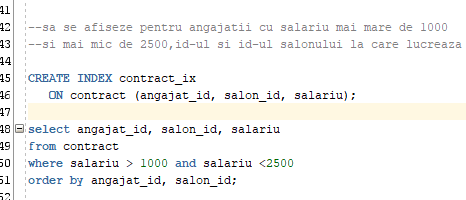 41
42 --sa se afiseze pentru angajatii cu salariu mai mare de 1000
43 --si mai mic de 2500,id-ul si id-ul salonului la care lucreaza
44
45 CREATE INDEX contract_ix
46 ON contract (angajat_id, salon_id, salariu);
47
48 select angajat_id, salon_id, salariu
49 from contract
50 where salariu > 1000 and salariu <2500
51 order by angajat_id, salon_id;
52